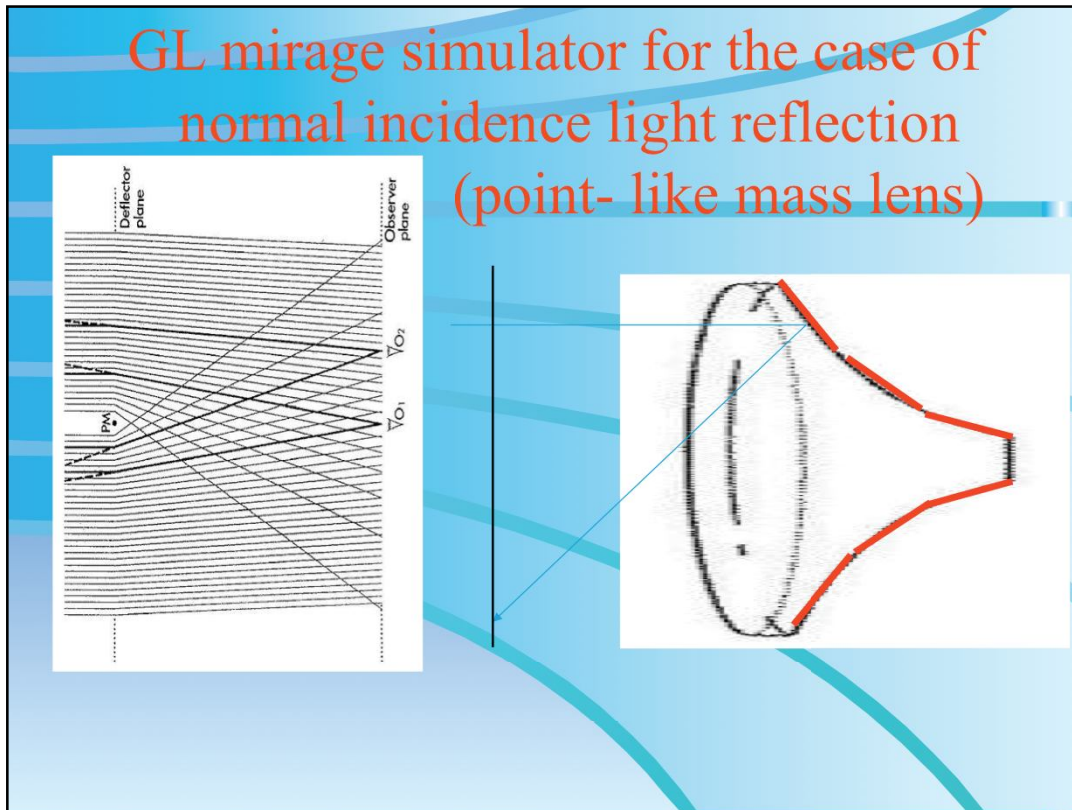 GL mirage simulator for the case of
normal incidence light reflection
(point- like mass lens)
Deflector
plane
Observer
plane
PM
O2
O1